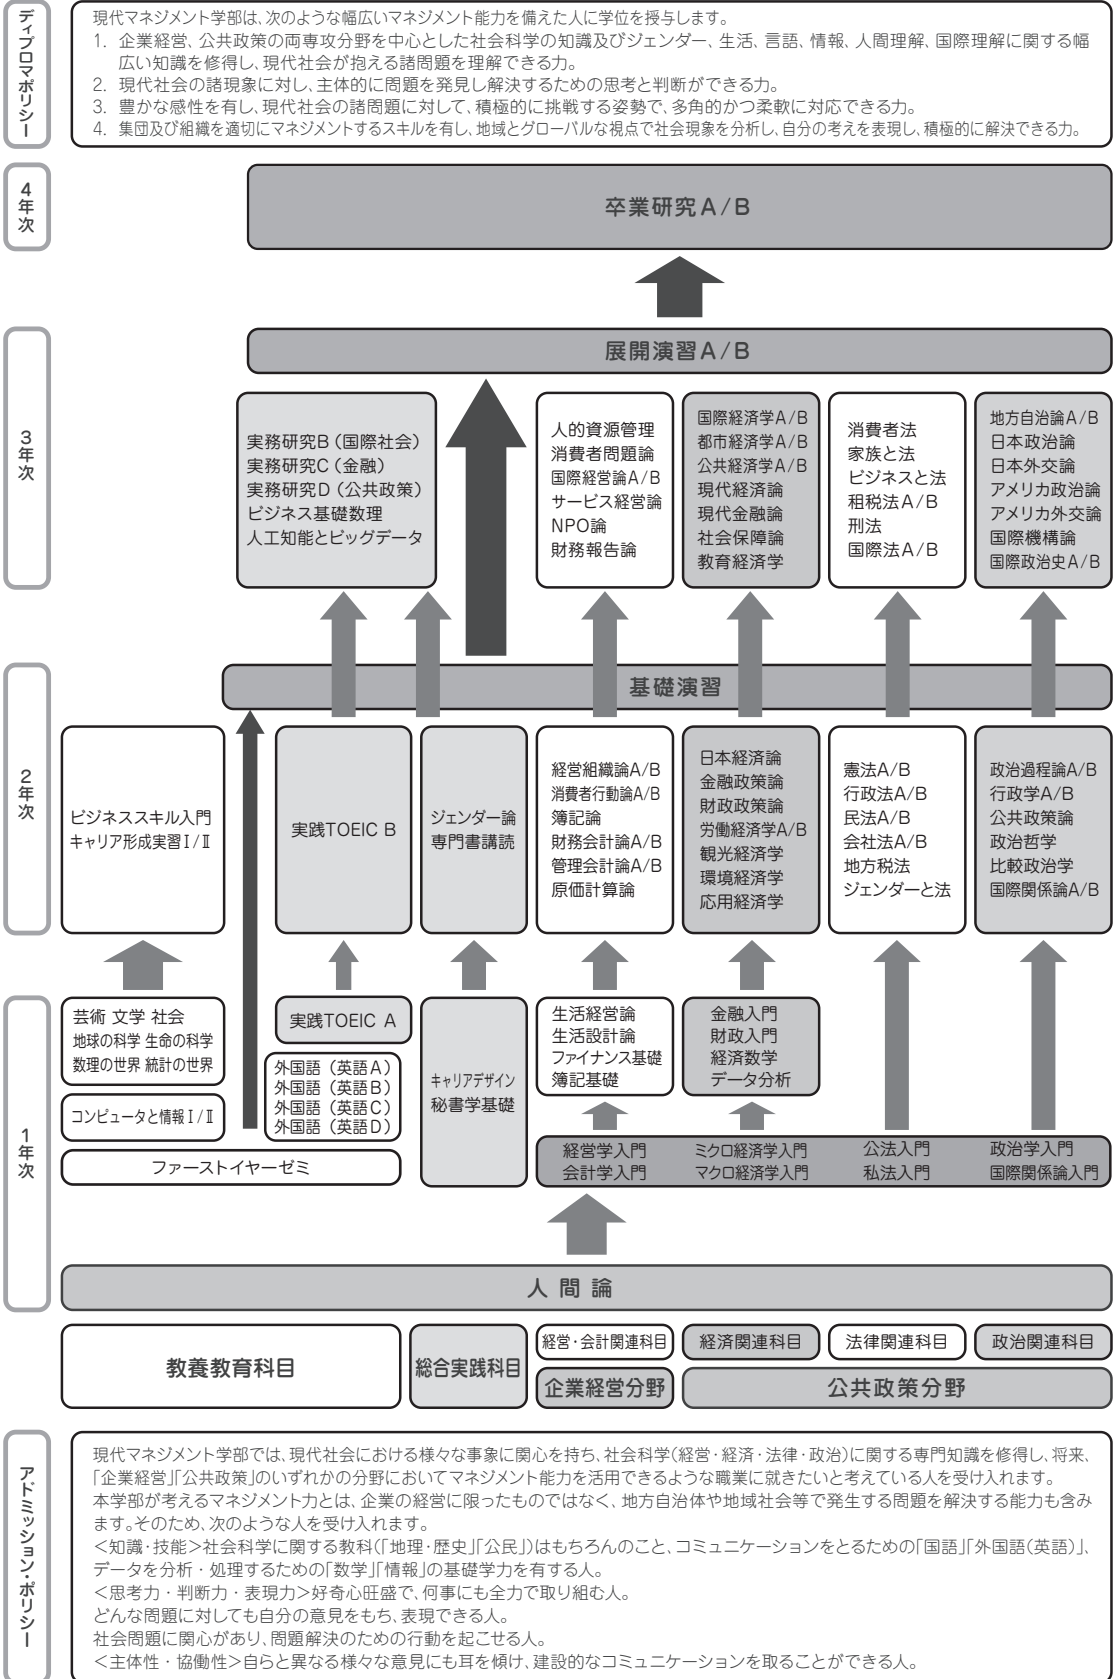 ディプロマポリシー
現代マネジメント学部は、次のような幅広いマネジメント能力を備えた人に学位を授与します。
1. 企業経営、公共政策の両専攻分野を中心とした社会科学の知識及びジェンダー、生活、言語、情報、人間理解、国際理解に関する幅
広い知識を修得し、現代社会が抱える諸問題を理解できる力。
2. 現代社会の諸現象に対し、主体的に問題を発見し解決するための思考と判断ができる力。
3. 豊かな感性を有し、現代社会の諸問題に対して、積極的に挑戦する姿勢で、多角的かつ柔軟に対応できる力。
4. 集団及び組織を適切にマネジメントするスキルを有し、地域とグローバルな視点で社会現象を分析し、自分の考えを表現し、積極的に解決できる力。
4年次
卒業研究A/B
3年次
展開演習A/B
実務研究B(国際社会)
実務研究C(金融)
実務研究D(公共政策)
ビジネス基礎数理
人工知能とビッグデータ
人的資源管理
消費者問題論
国際経営論A/B
サービス経営論
NPO論
財務報告論
国際経済学A/B
都市経済学A/B
公共経済学A/B
現代経済論
現代金融論
社会保障論
教育経済学
消費者法
家族と法
ビジネスと法
租税法A/B
刑法
国際法A/B
地方自治論A/B
日本政治論
日本外交論
アメリカ政治論
アメリカ外交論
国際機構論
国際政治史A/B
2年次
基礎演習
ビジネススキル入門
キャリア形成実習Ⅰ/Ⅱ
実践TOEIC B
ジェンダー論
専門書講読
経営組織論A/B
消費者行動論A/B
簿記論
財務会計論A/B
管理会計論A/B
原価計算論
日本経済論
金融政策論
財政政策論
労働経済学A/B
観光経済学
環境経済学
応用経済学
憲法A/B
行政法A/B
民法A/B
会社法A/B
地方税法
ジェンダーと法
政治過程論A/B
行政学A/B
公共政策論
政治哲学
比較政治学
国際関係論A/B
1年次
芸術 文学 社会
地球の科学 生命の科学
数理の世界 統計の世界
コンピュータと情報Ⅰ/Ⅱ
ファーストイヤーゼミ
実践TOEIC A
外国語(英語A)
外国語(英語B)
外国語(英語C)
外国語(英語D)
キャリアデザイン
秘書学基礎
生活経営論
生活設計論
ファイナンス基礎
簿記基礎
金融入門
財政入門
経済数学
データ分析
経営学入門
会計学入門
ミクロ経済学入門
マクロ経済学入門
公法入門
私法入門
政治学入門
国際関係論入門
人間論
教養教育科目
総合実践科目
経営・会計関連科目
経済関連科目
法律関連科目
政治関連科目
企業経営分野
公共政策分野
アドミッション・ポリシー
現代マネジメント学部では、現代社会における様々な事象に関心を持ち、社会科学(経営・経済・法律・政治)に関する専門知識を修得し、将来、
「企業経営」「公共政策」のいずれかの分野においてマネジメント能力を活用できるような職業に就きたいと考えている人を受け入れます。
本学部が考えるマネジメント力とは、企業の経営に限ったものではなく、地方自治体や地域社会等で発生する問題を解決する能力も含み
ます。そのため、次のような人を受け入れます。
<知識・技能>社会科学に関する教科(「地理・歴史」「公民」)はもちろんのこと、コミュニケーションをとるための「国語」「外国語(英語)」、
データを分析・処理するための「数学」「情報」の基礎学力を有する人。
<思考力・判断力・表現力>好奇心旺盛で、何事にも全力で取り組む人。
どんな問題に対しても自分の意見をもち、表現できる人。
社会問題に関心があり、問題解決のための行動を起こせる人。
<主体性・協働性>自らと異なる様々な意見にも耳を傾け、建設的なコミュニケーションを取ることができる人。